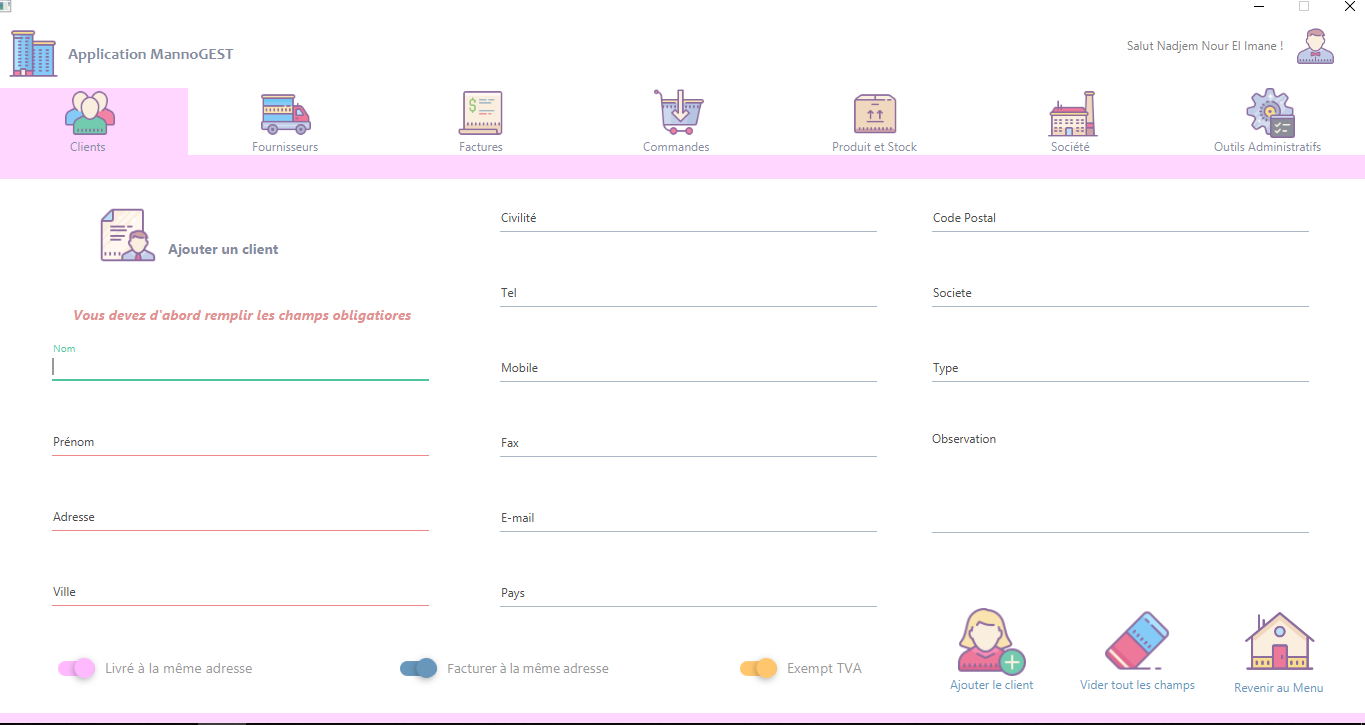 Application MannoGEST
Salut Nadjem Nour El Imane !
Clients
Fournisseurs
Factures
Commandes
Produit et Stock
Société
Outils Administratifs
Ajouter un client
Vous devez d'abord remplir les champs obligatiores
Nom
Prénom
Adresse
Ville
Civilité
Tel
Mobile
Fax
E-mail
Pays
Code Postal
Societe
Type
Observation
Livré à la même adresse
Facturer à la même adresse
Exempt TVA
Ajouter le client
Vider tout les champs
Revenir au Menu